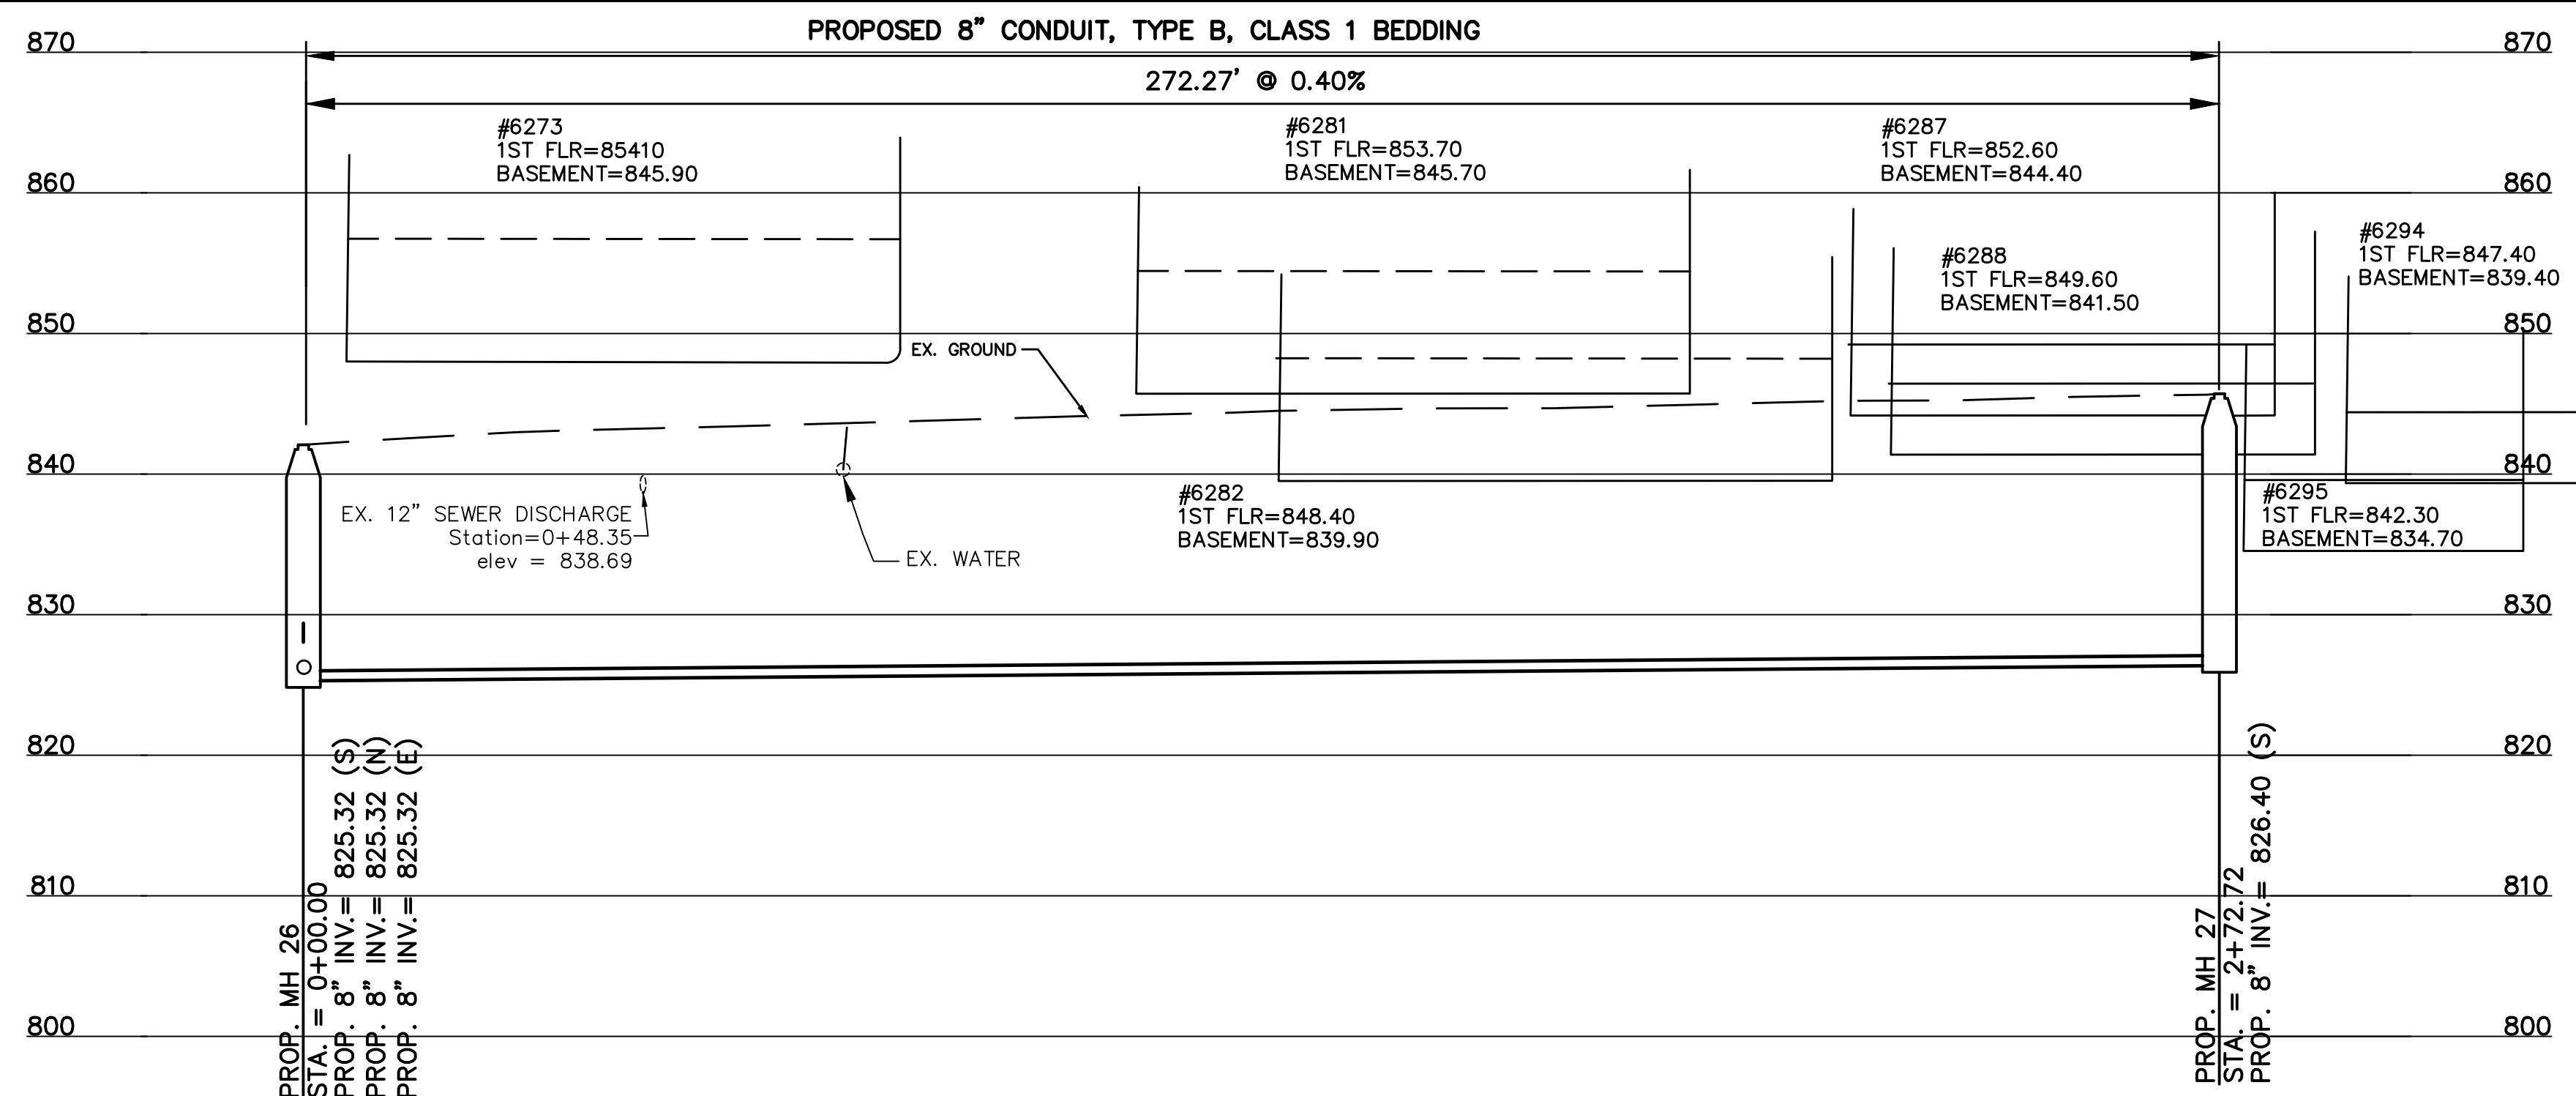 PROPOSED 8" CONDUIT, TYPE B, CLASS 1 BEDDING
870
870
272.27' @ 0.40%
#6273
1ST FLR=85410
BASEMENT=845.90
#6281
1ST FLR=853.70
BASEMENT=845.70
#6287
1ST FLR=852.60
BASEMENT=844.40
860
860
#6288
1ST FLR=849.60
BASEMENT=841.50
#6294
1ST FLR=847.40
BASEMENT=839.40
850
850
EX. GROUND
840
840
EX. 12" SEWER DISCHARGE
Station=0+48.35
elev = 838.69
EX. WATER
#6282
1ST FLR=848.40
BASEMENT=839.90
#6295
1ST FLR=842.30
BASEMENT=834.70
830
830
820
820
810
810
800
800
PROP. MH 26
STA. = 0+00.00
PROP. 8" INV.= 825.32 (S)
PROP. 8" INV.= 825.32 (N)
PROP. 8" INV.= 825.32 (E)
PROP. MH 27
STA. = 2+72.72
PROP. 8" INV.= 826.40 (S)